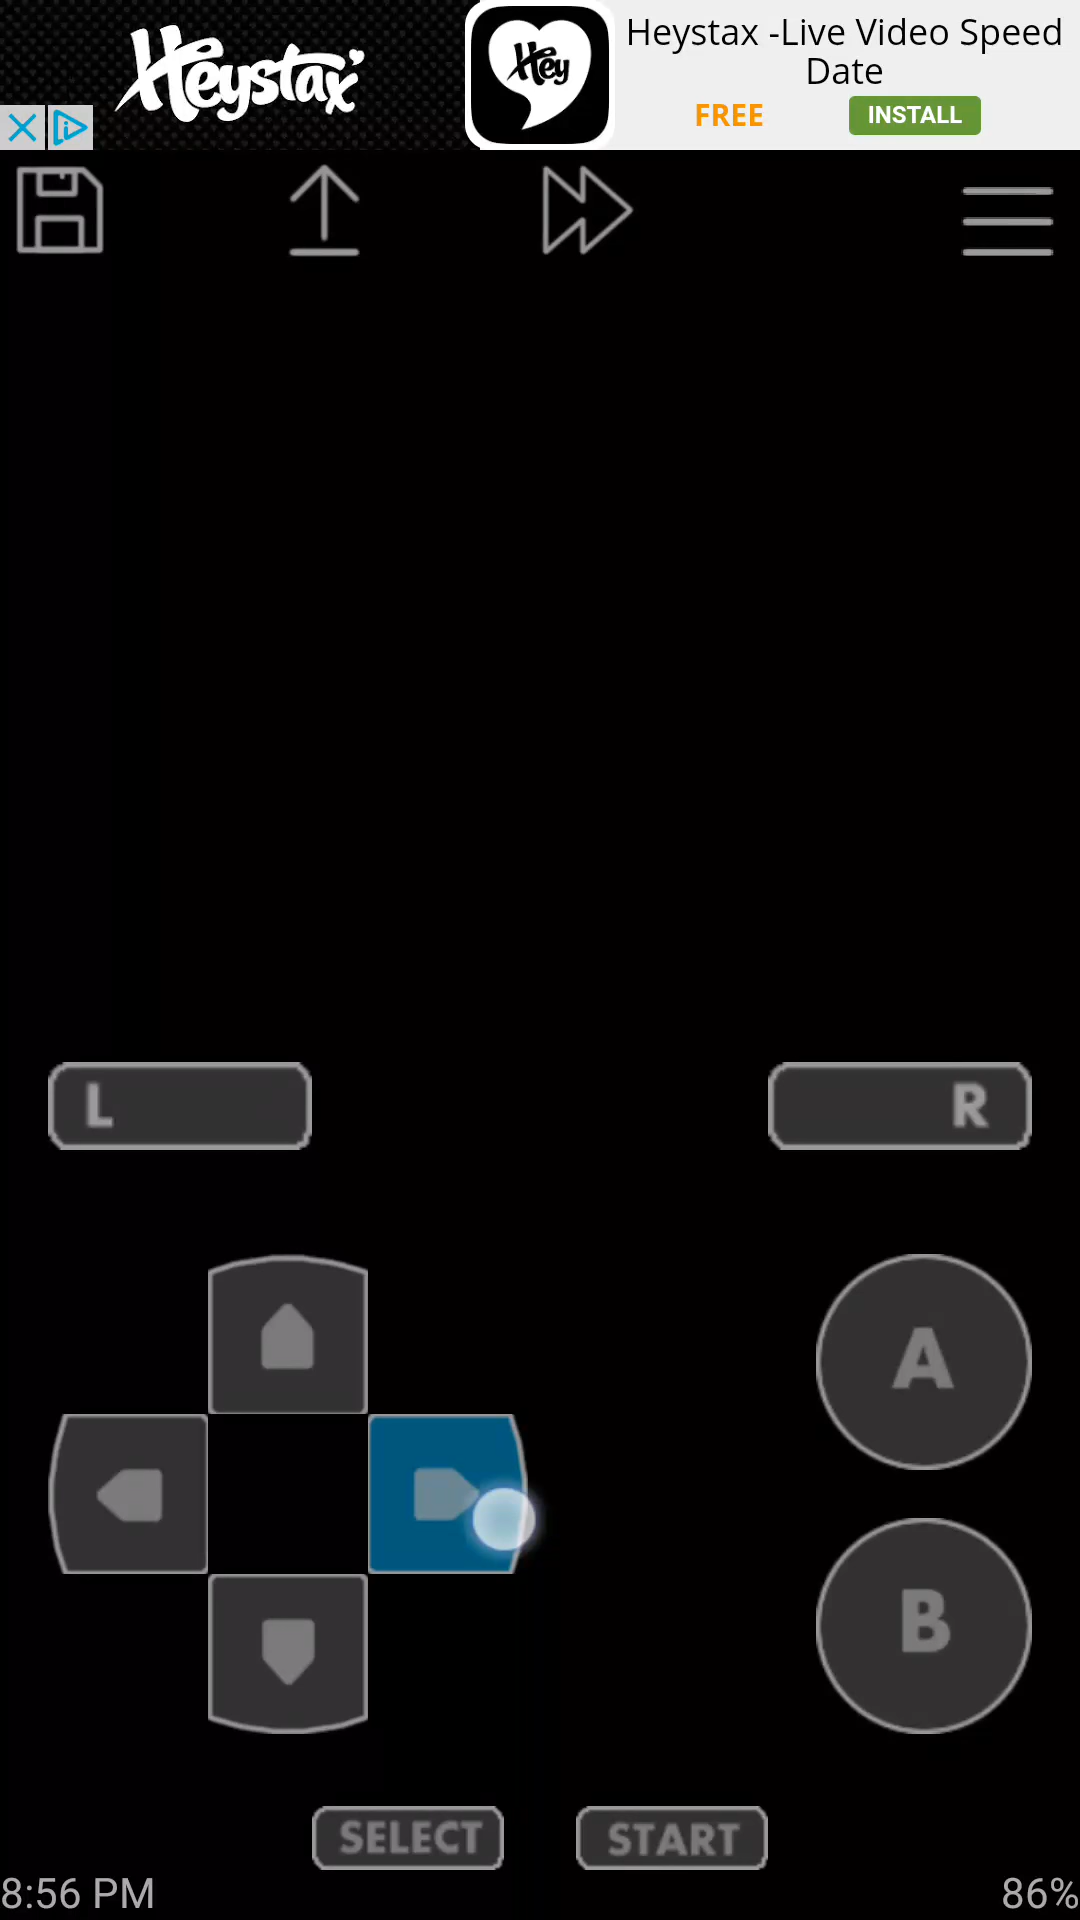 Heystax
Hey
Heystax -Live Video Speed
Date
FREE
INSTALL
L
R
A
B
SELECT
START
8:56 PM
86%